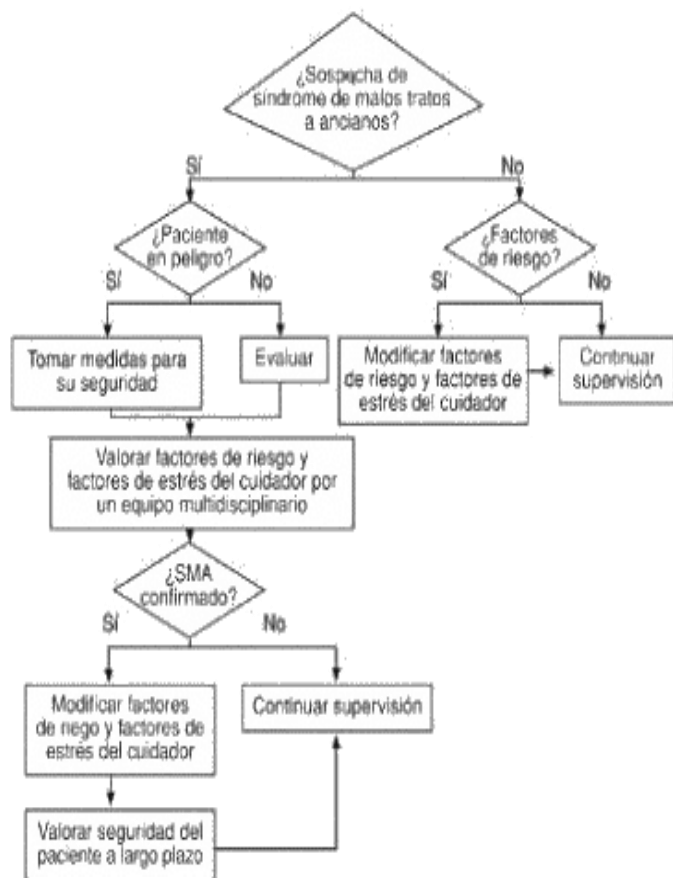 ¿Sospecha de
síndrome de malos tratos
a ancianos?
Sí
No
¿Paciente
en peligro?
¿Factores
de riesgo?
Sí
No
Sí
No
Tomar medidas para
su seguridad
Evaluar
Modificar factores
de riesgo y factores de
estrés del cuidador
Continuar
supervisión
Valorar factores de riesgo y
factores de estrés del cuidador por
un equipo multidisciplinario
¿SMA
confirmado?
Sí
No
Modificar factores
de riego y factores de
estrés del cuidador
Continuar supervisión
Valorar seguridad del
paciente a largo plazo